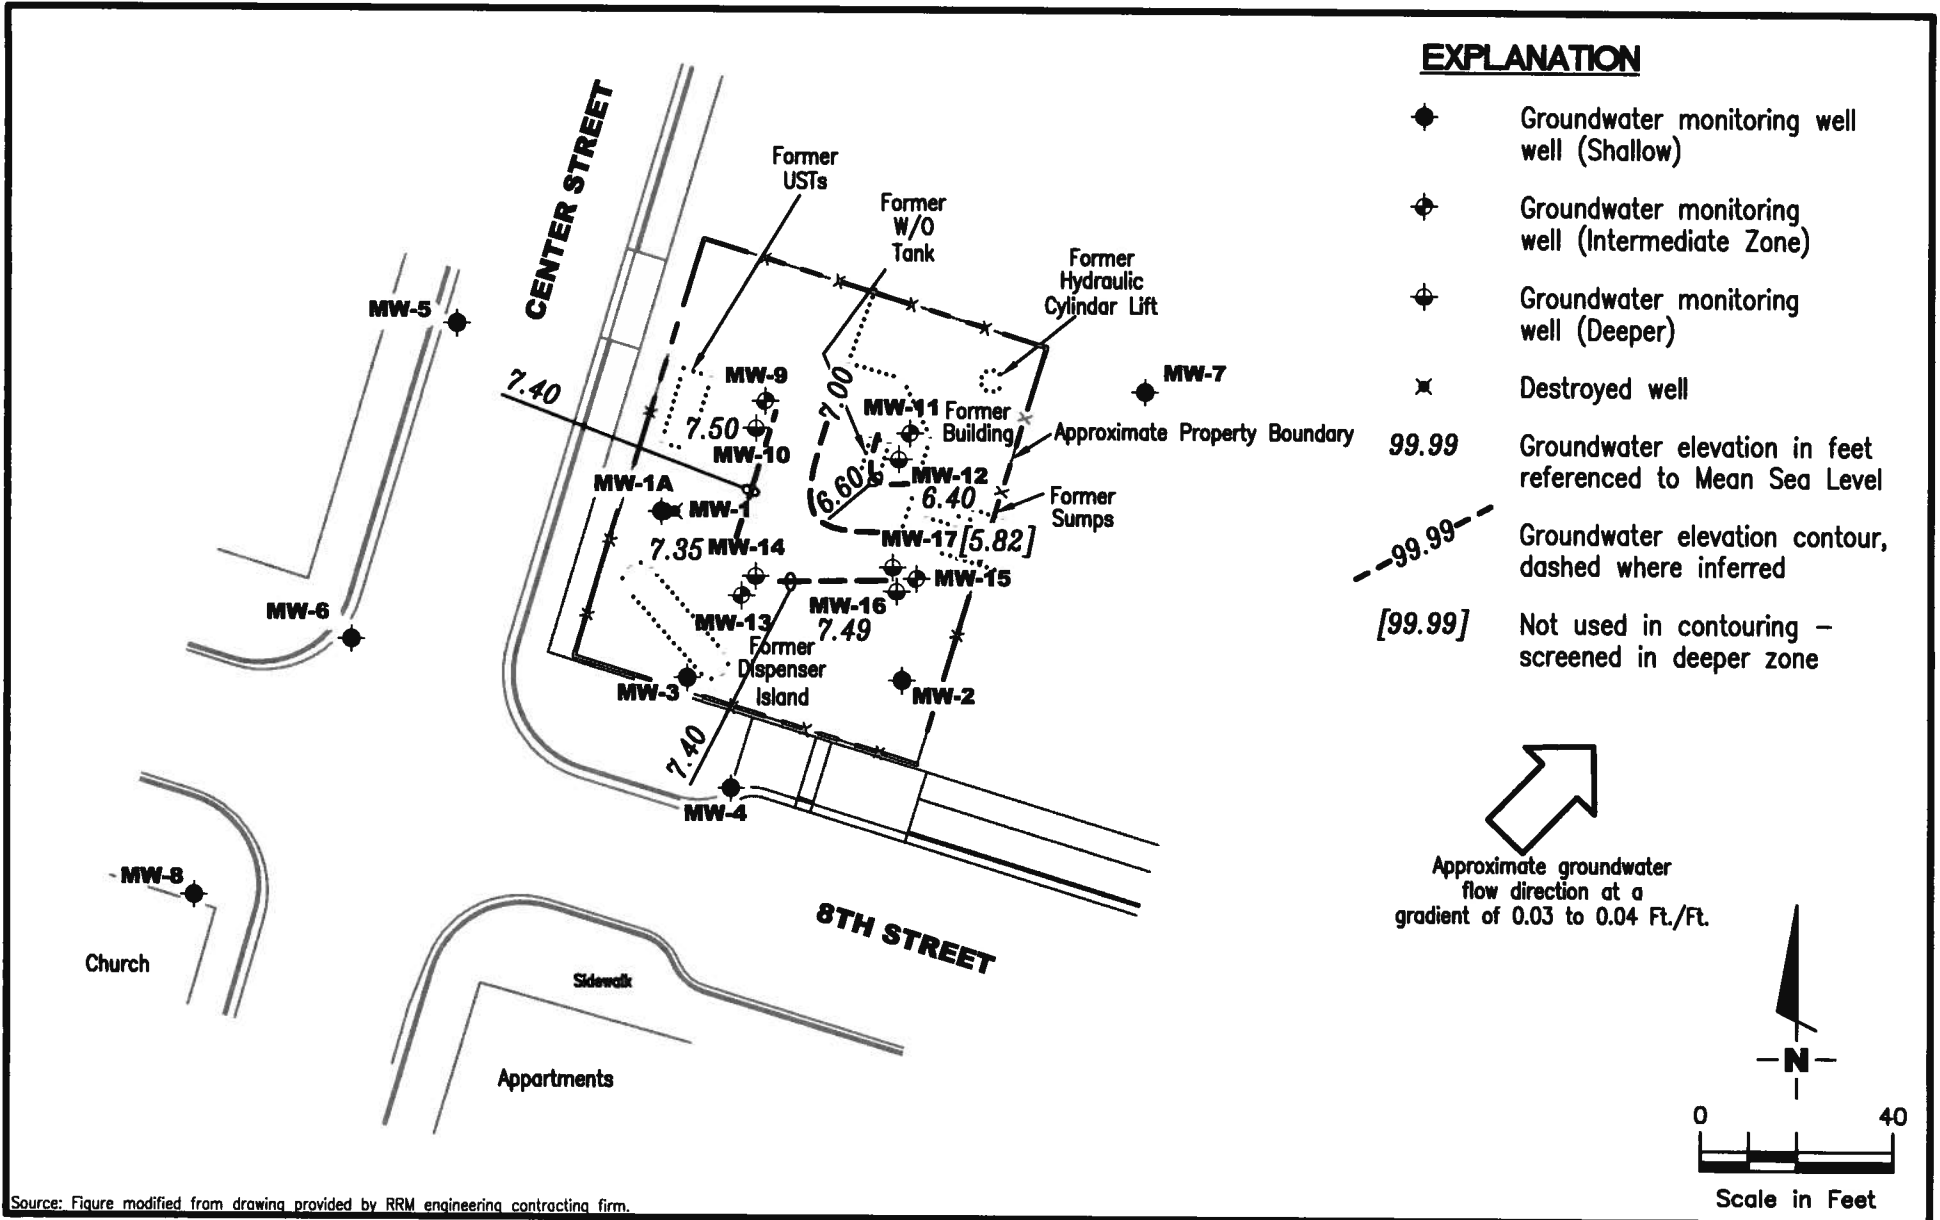 EXPLANATION
Groundwater monitoring well
well (Shallow)
Groundwater monitoring
well (Intermediate Zone)
Groundwater monitoring
well (Deeper)
Destroyed well
99.99
Groundwater elevation in feet
referenced to Mean Sea Level
99.99
Groundwater elevation contour,
dashed where inferred
[99.99]
Not used in contouring –
screened in deeper zone
Approximate groundwater
flow direction at a
gradient of 0.03 to 0.04 Ft./Ft.
N
0 40
Scale in Feet
CENTER STREET
Former
USTs
Former
W/O
Tank
Former
Hydraulic
Cylindar Lift
MW-5
7.40
MW-9
7.50
MW-10
7.00
MW-11
Former
Building
MW-7
Approximate Property Boundary
MW-12
6.60
6.40
Former
Sumps
MW-1A
MW-1
7.35
MW-14
MW-17
[5.82]
MW-15
MW-16
7.49
MW-13
Former
Dispenser
Island
MW-6
MW-3
MW-2
7.40
MW-4
MW-8
Church
8TH STREET
Sidewalk
Appartments
Source: Figure modified from drawing provided by RRM engineering contracting firm.